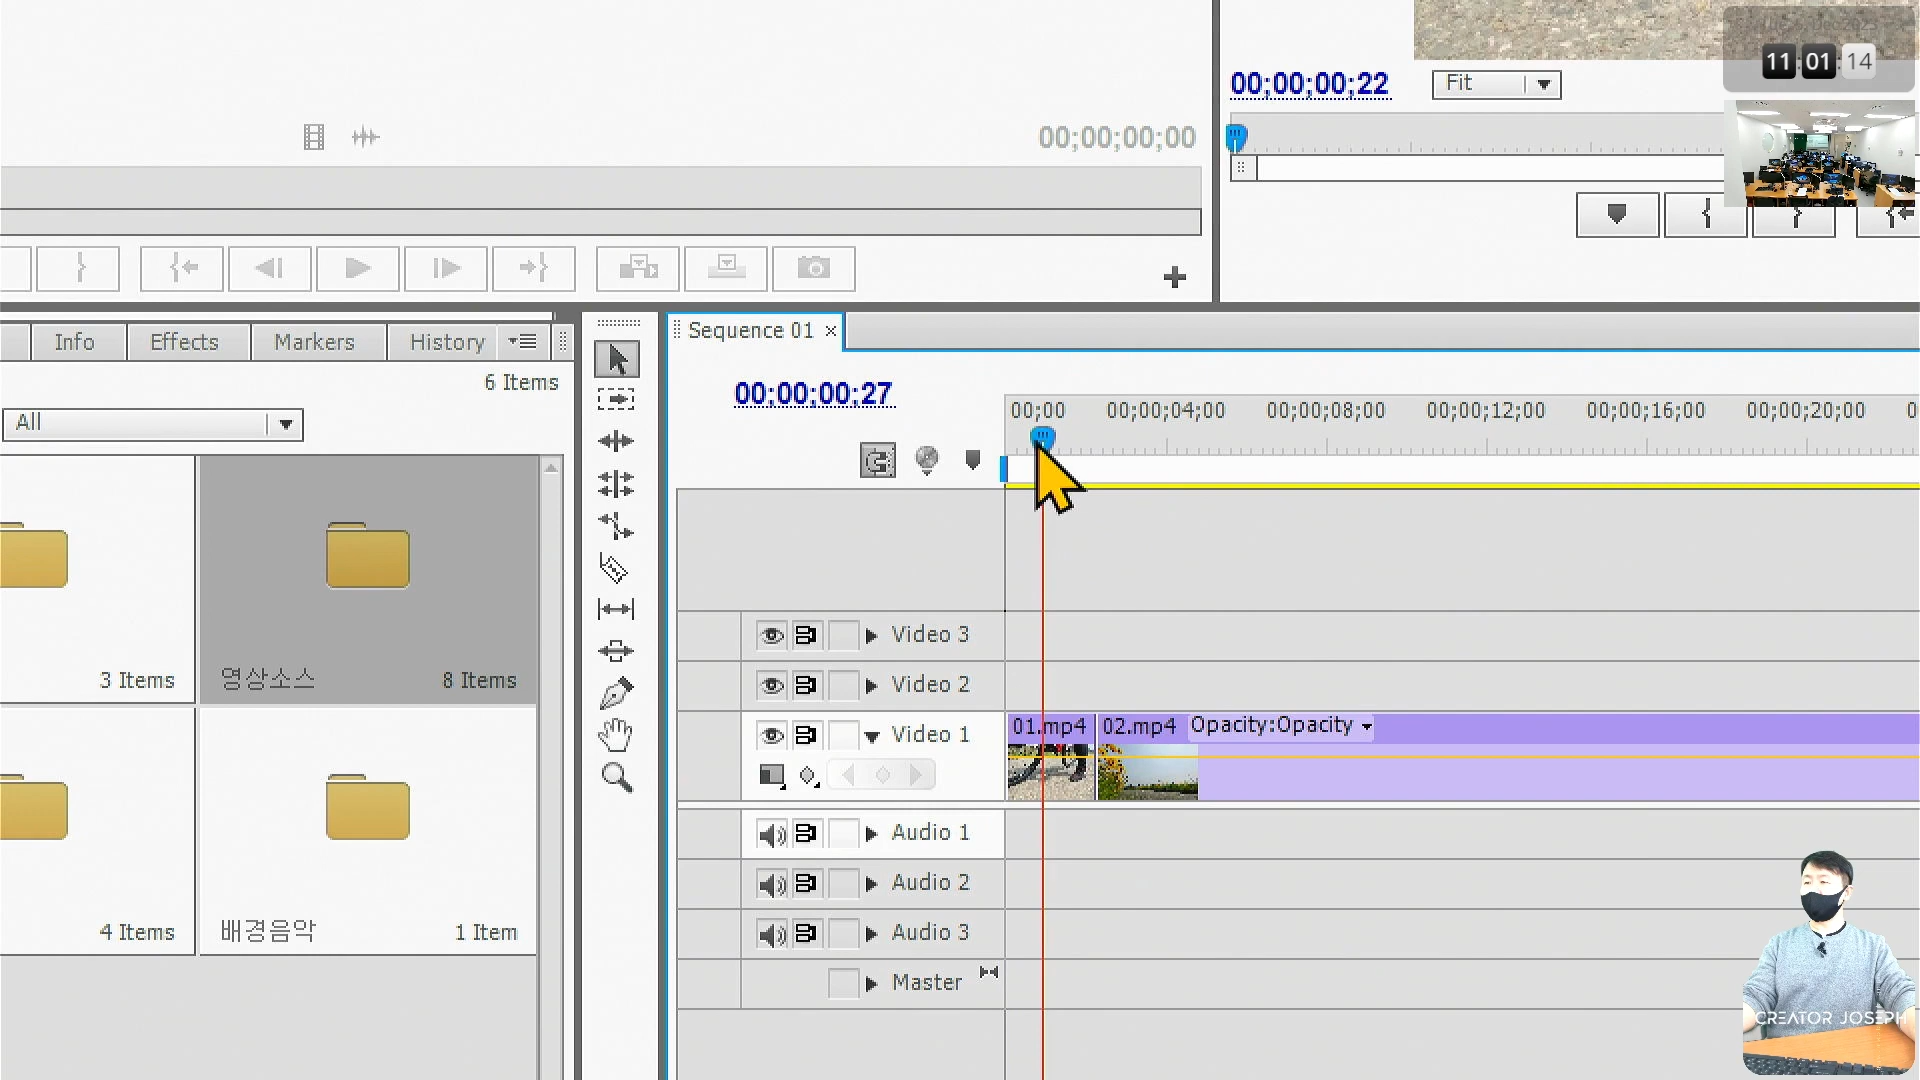 11:01:14
00;00;00;22
Fit
00;00;00;00
Info
Effects
Markers
History
Sequence 01
6 Items
All
00;00;00;27
00;00
00;00;04;00
00;00;08;00
00;00;12;00
00;00;16;00
00;00;20;00
3 Items
영상소스
8 Items
4 Items
배경음악
1 Item
Video 3
Video 2
Video 1
01.mp4
02.mp4
Opacity:Opacity
Audio 1
Audio 2
Audio 3
Master
CREATOR JOSEPH